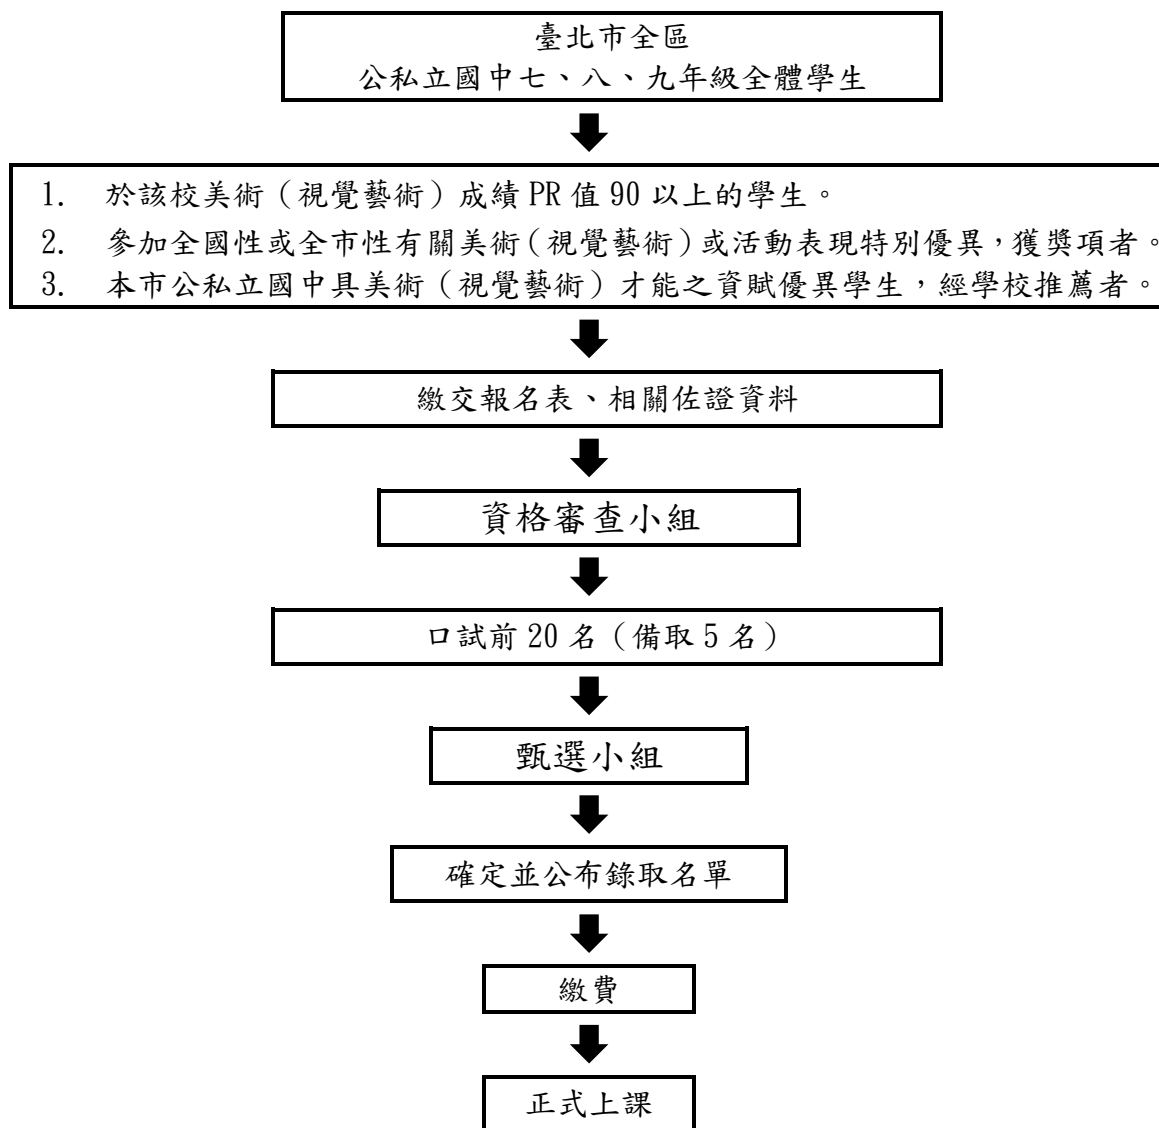 臺北市全區
公私立國中七、八、九年級全體學生
1. 於該校美術（視覺藝術）成績 PR 值 90 以上的學生。
2. 參加全國性或全市性有關美術（視覺藝術）或活動表現特別優異，獲獎項者。
3. 本市公私立國中具美術（視覺藝術）才能之資賦優異學生，經學校推薦者。
繳交報名表、相關佐證資料
資格審查小組
口試前 20 名（備取 5 名）
甄選小組
確定並公布錄取名單
繳費
正式上課